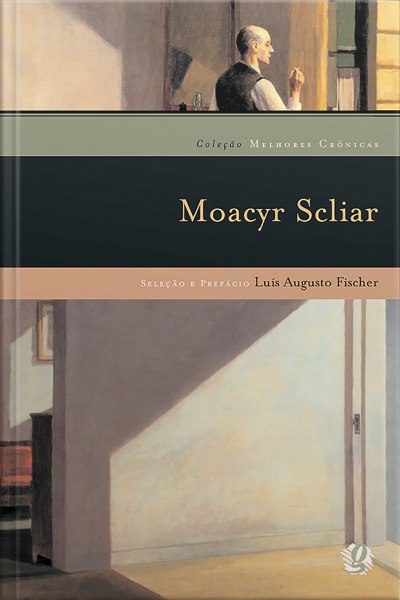 Coleção Melhores Crônicas
Moacyr Scliar
Seleção e Prefácio Luís Augusto Fischer